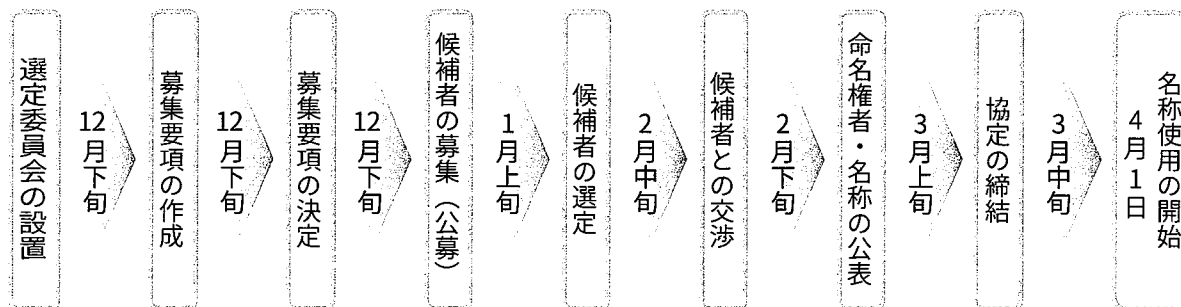 選定委員会の設置
12月下旬
募集要項の作成
12月下旬
募集要項の決定
12月下旬
候補者の募集（公募）
1月上旬
候補者の選定
2月中旬
候補者との交渉
2月下旬
命名権者・名称の公表
3月上旬
協定の締結
3月中旬
名称使用の開始
4月1日